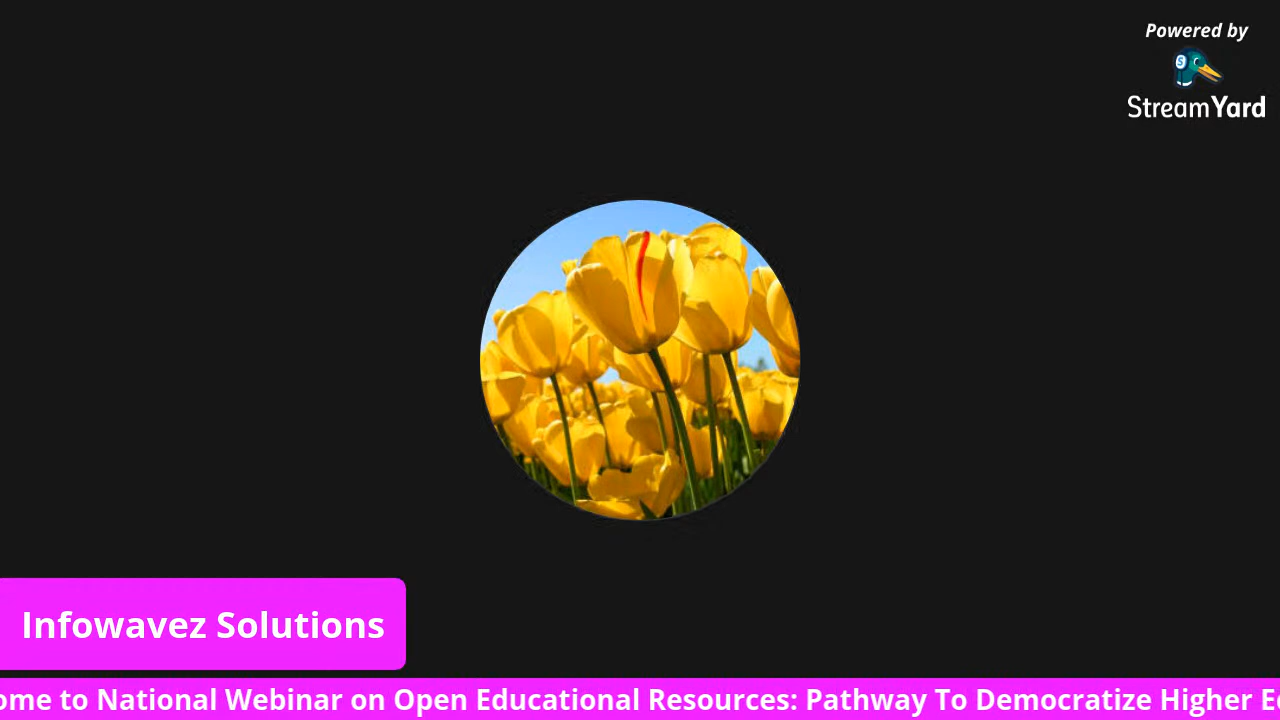 Powered by
S
StreamYard
Infowavez Solutions
ome to National Webinar on Open Educational Resources: Pathway To Democratize Higher E